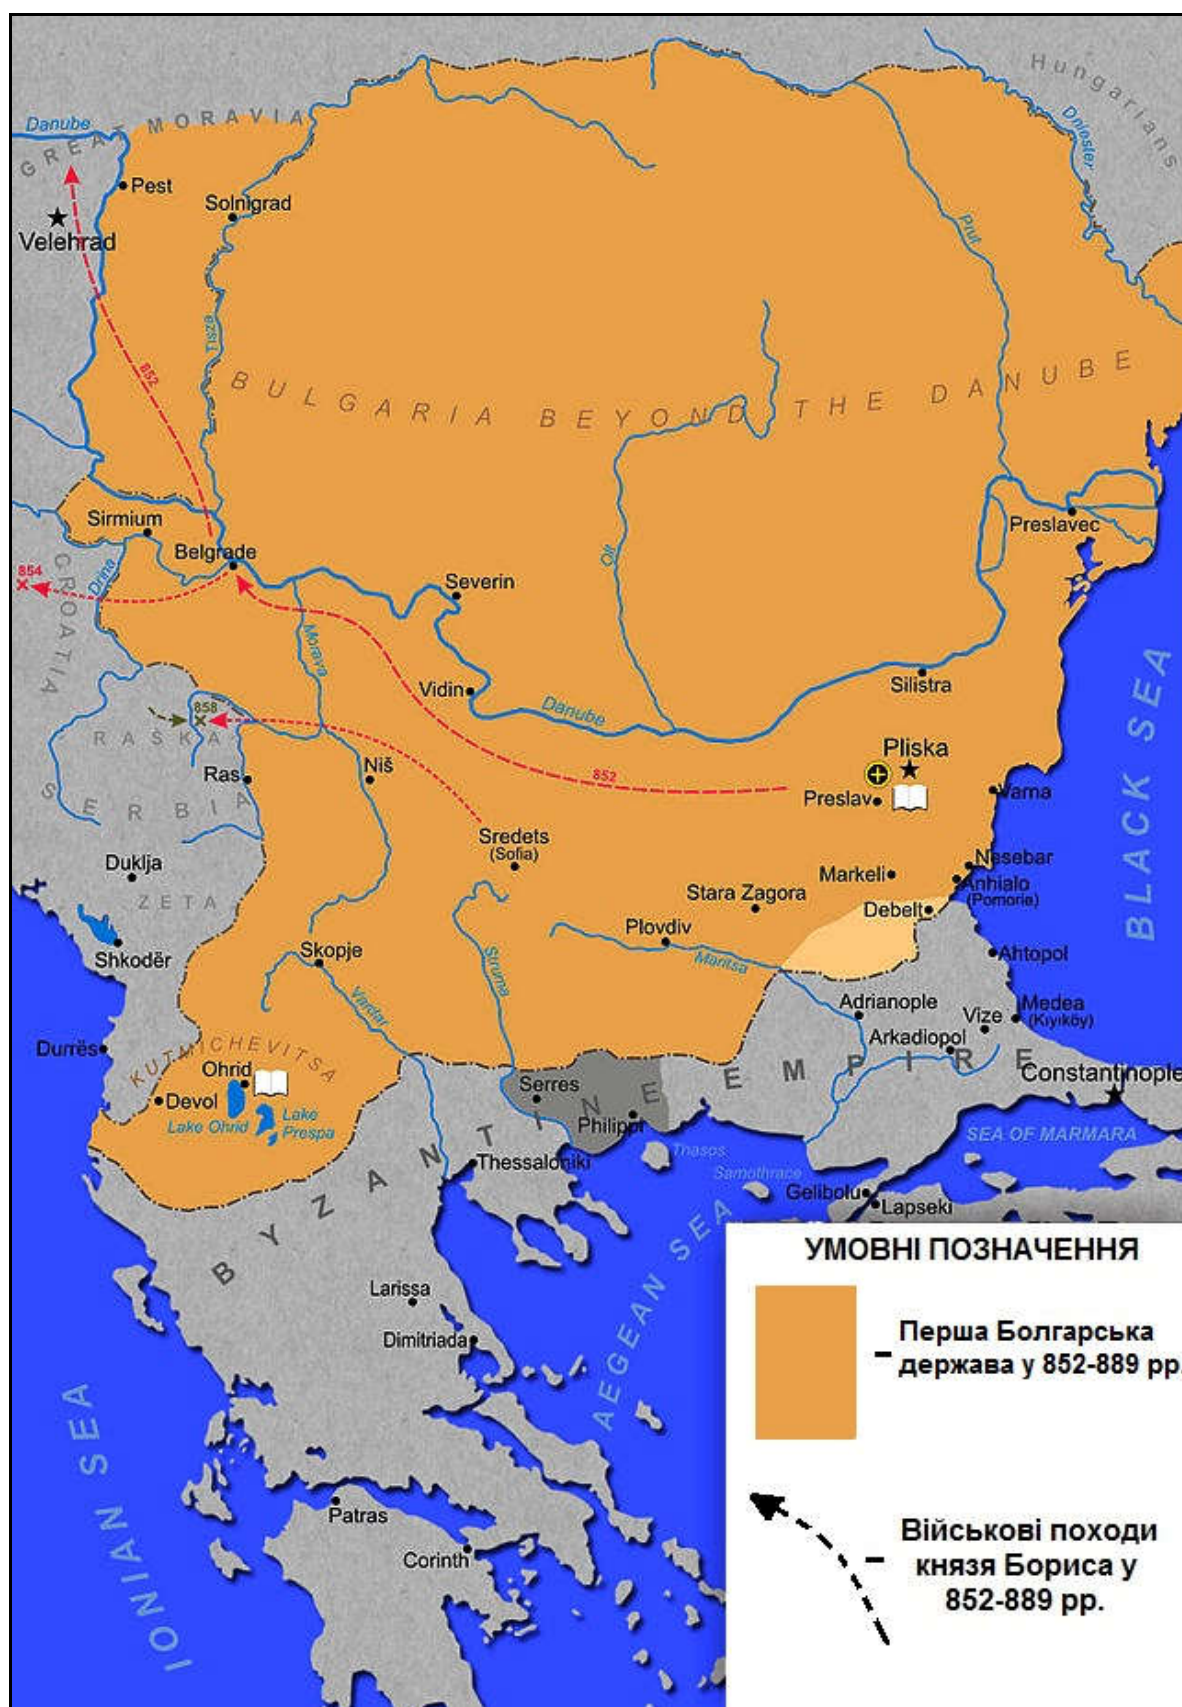 Hungarians
GREAT MORAVIA
Danube
Dniester
Pest
Solnigrad
Velehrad
Prut
Tisza
852
BULGARIA BEYOND THE DANUBE
Sirmium
Preslavec
Belgrade
854
Drina
CROATIA
Olt
Severin
Morava
Vidin
Silistra
Danube
858
RAŠKA
Pliska
BLACK SEA
Ras
Niš
852
Preslav
Varna
SERBIA
Sredets
(Sofia)
Duklja
Nesebar
Markeli
Anhialo
(Pomorie)
ZETA
Stara Zagora
Debelt
Plovdiv
Shkodër
Skopje
Struma
Maritsa
Ahtopol
Vardar
Adrianople
Vize
Medea
(Kıyıköy)
Arkadiopol
Durrës
KUTMICHEVITSA
Ohrid
Constantinople
Devol
Lake Ohrid
Lake
Prespa
Serres
Philippi
BYZANTINE EMPIRE
SEA OF MARMARA
Thasos
Thessaloniki
Samothrace
Gelibolu
Lapseki
AEGEAN SEA
Larissa
Dimitriada
IONIAN SEA
Patras
Corinth
УМОВНІ ПОЗНАЧЕННЯ
Перша Болгарська
держава у 852-889 рр.
Військові походи
князя Бориса у
852-889 рр.